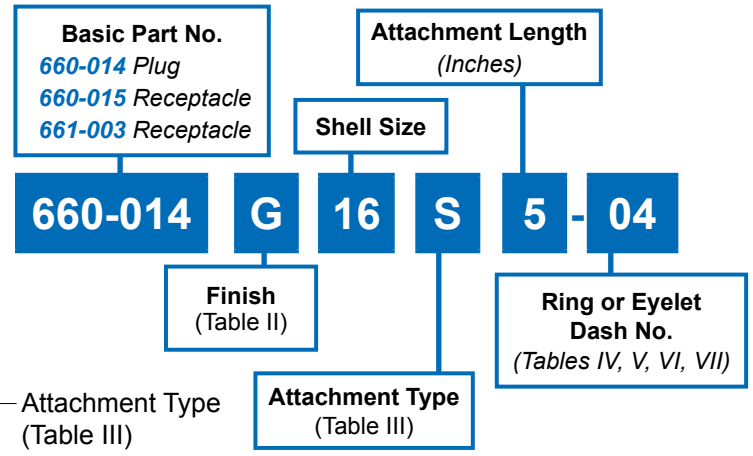 Basic Part No.
660-014 Plug
660-015 Receptacle
661-003 Receptacle
Attachment Length
(Inches)
Shell Size
660-014 G 16 S 5 - 04
Finish
(Table II)
Ring or Eyelet
Dash No.
(Tables IV, V, VI, VII)
Attachment Type
(Table III)
Attachment Type
(Table III)